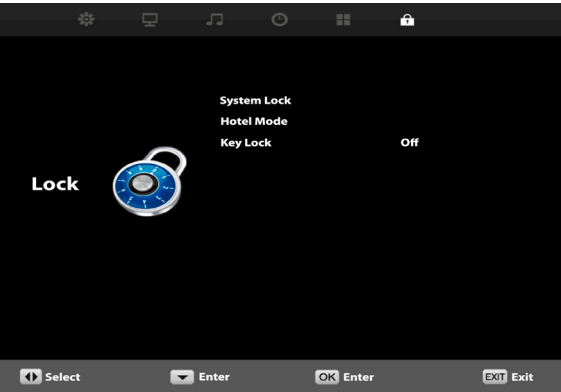 System Lock
Hotel Mode
Key Lock Off
Lock
Select Enter OK Enter EXIT Exit